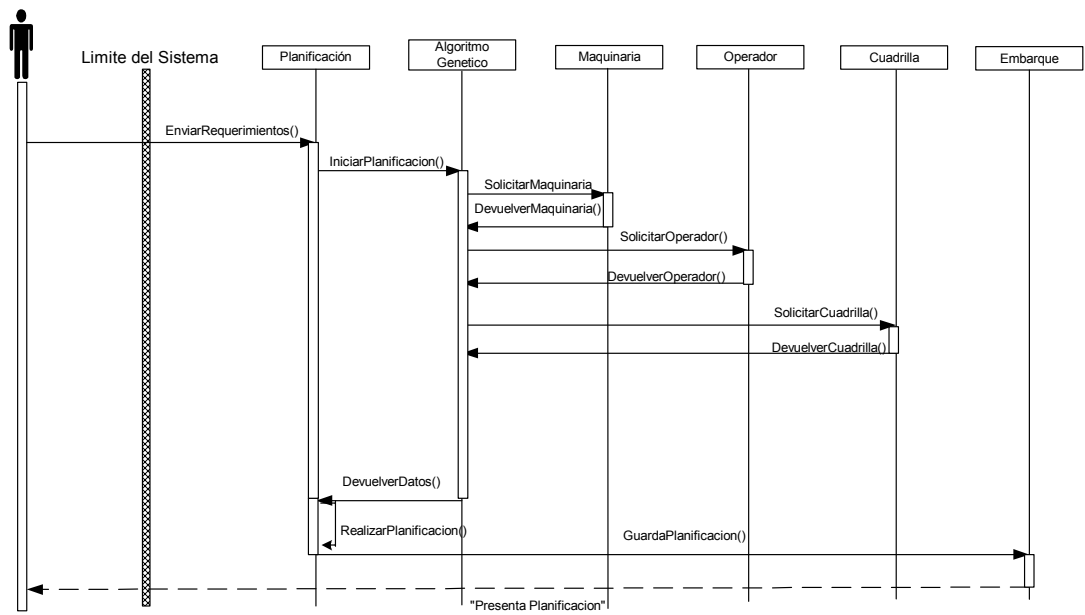 Limite del Sistema
Planificación
Algoritmo
Genetico
Maquinaria
Operador
Cuadrilla
Embarque
EnviarRequerimientos()
IniciarPlanificacion()
SolicitarMaquinaria
DevuelverMaquinaria()
SolicitarOperador()
DevuelverOperador()
SolicitarCuadrilla()
DevuelverCuadrilla()
DevuelverDatos()
RealizarPlanificacion()
GuardaPlanificacion()
"Presenta Planificacion"